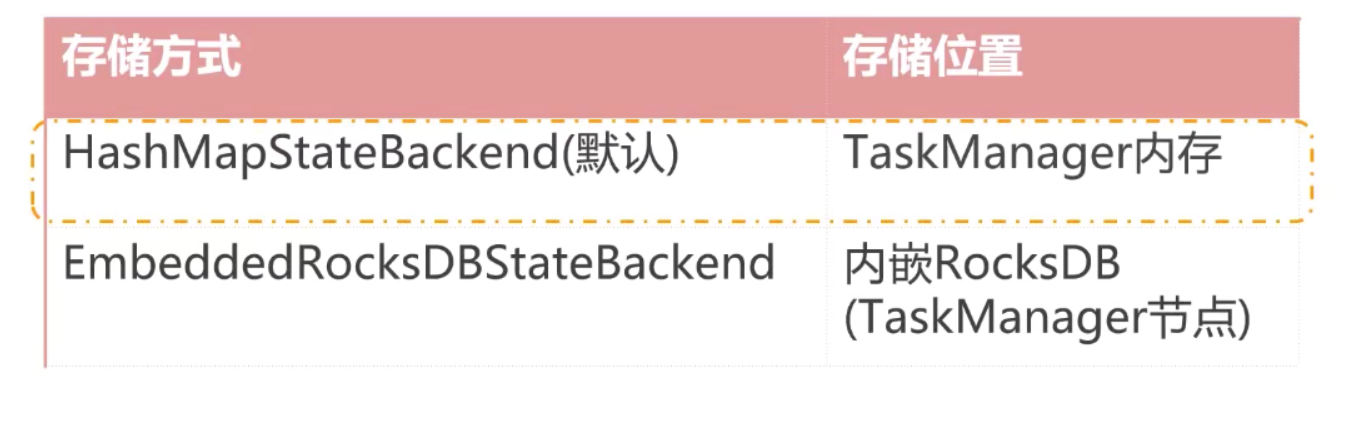 存储方式 存储位置
HashMapStateBackend(默认) TaskManager内存
EmbeddedRocksDBStateBackend 内嵌RocksDB
(TaskManager节点)